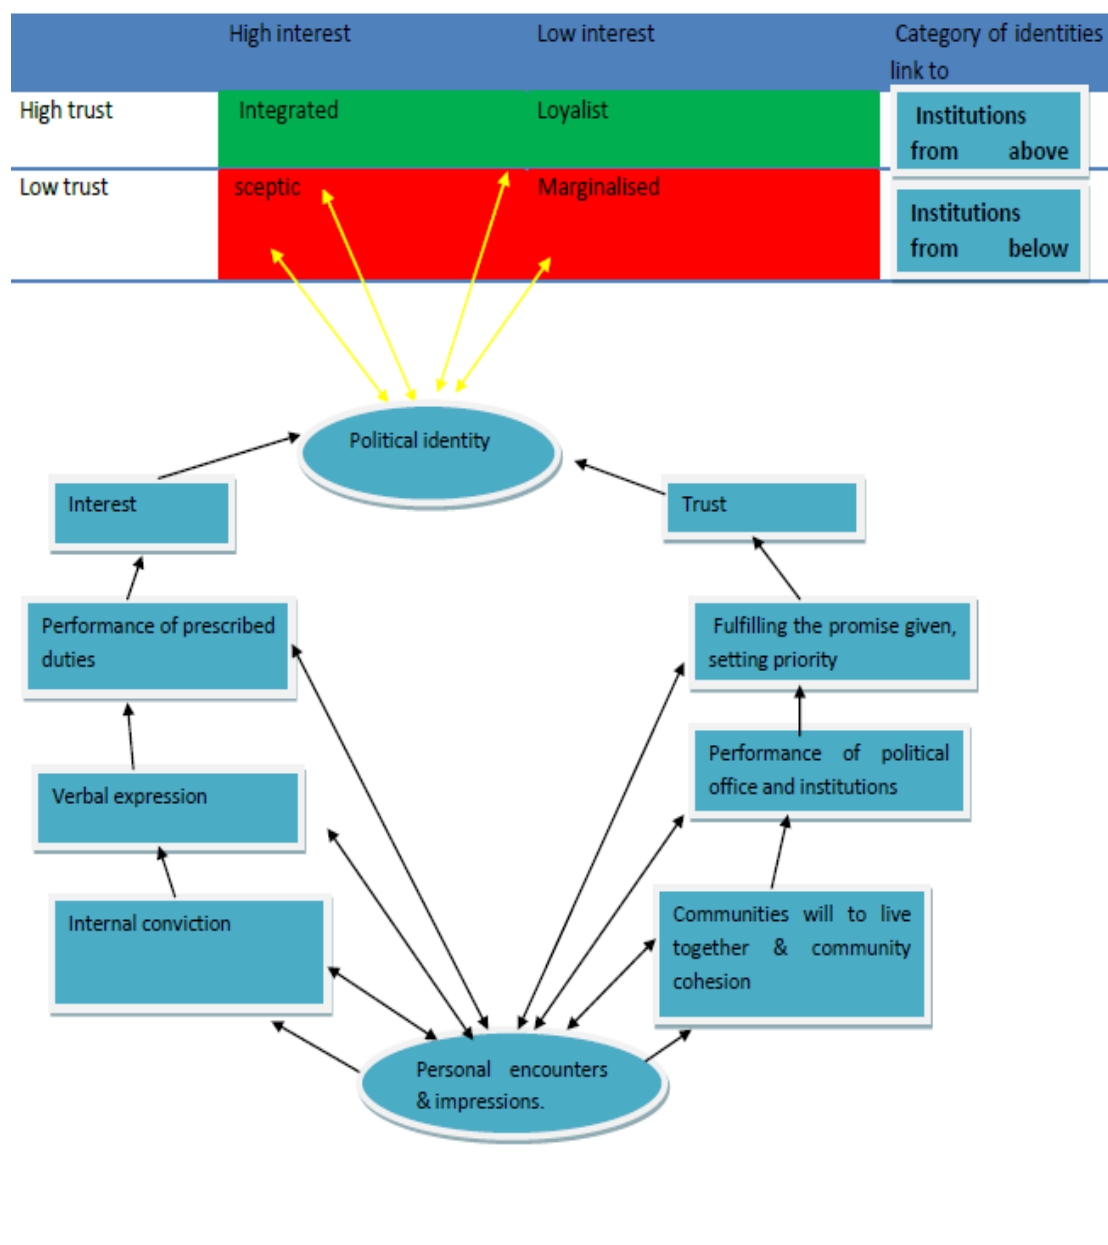 High interest
Low interest
Category of identities
link to
High trust
Integrated
Loyalist
Institutions
from above
Low trust
sceptic
Marginalised
Institutions
from below
Political identity
Interest
Trust
Performance of prescribed
duties
Fulfilling the promise given,
setting priority
Performance of political
office and institutions
Verbal expression
Internal conviction
Communities will to live
together & community
cohesion
Personal encounters
& impressions.